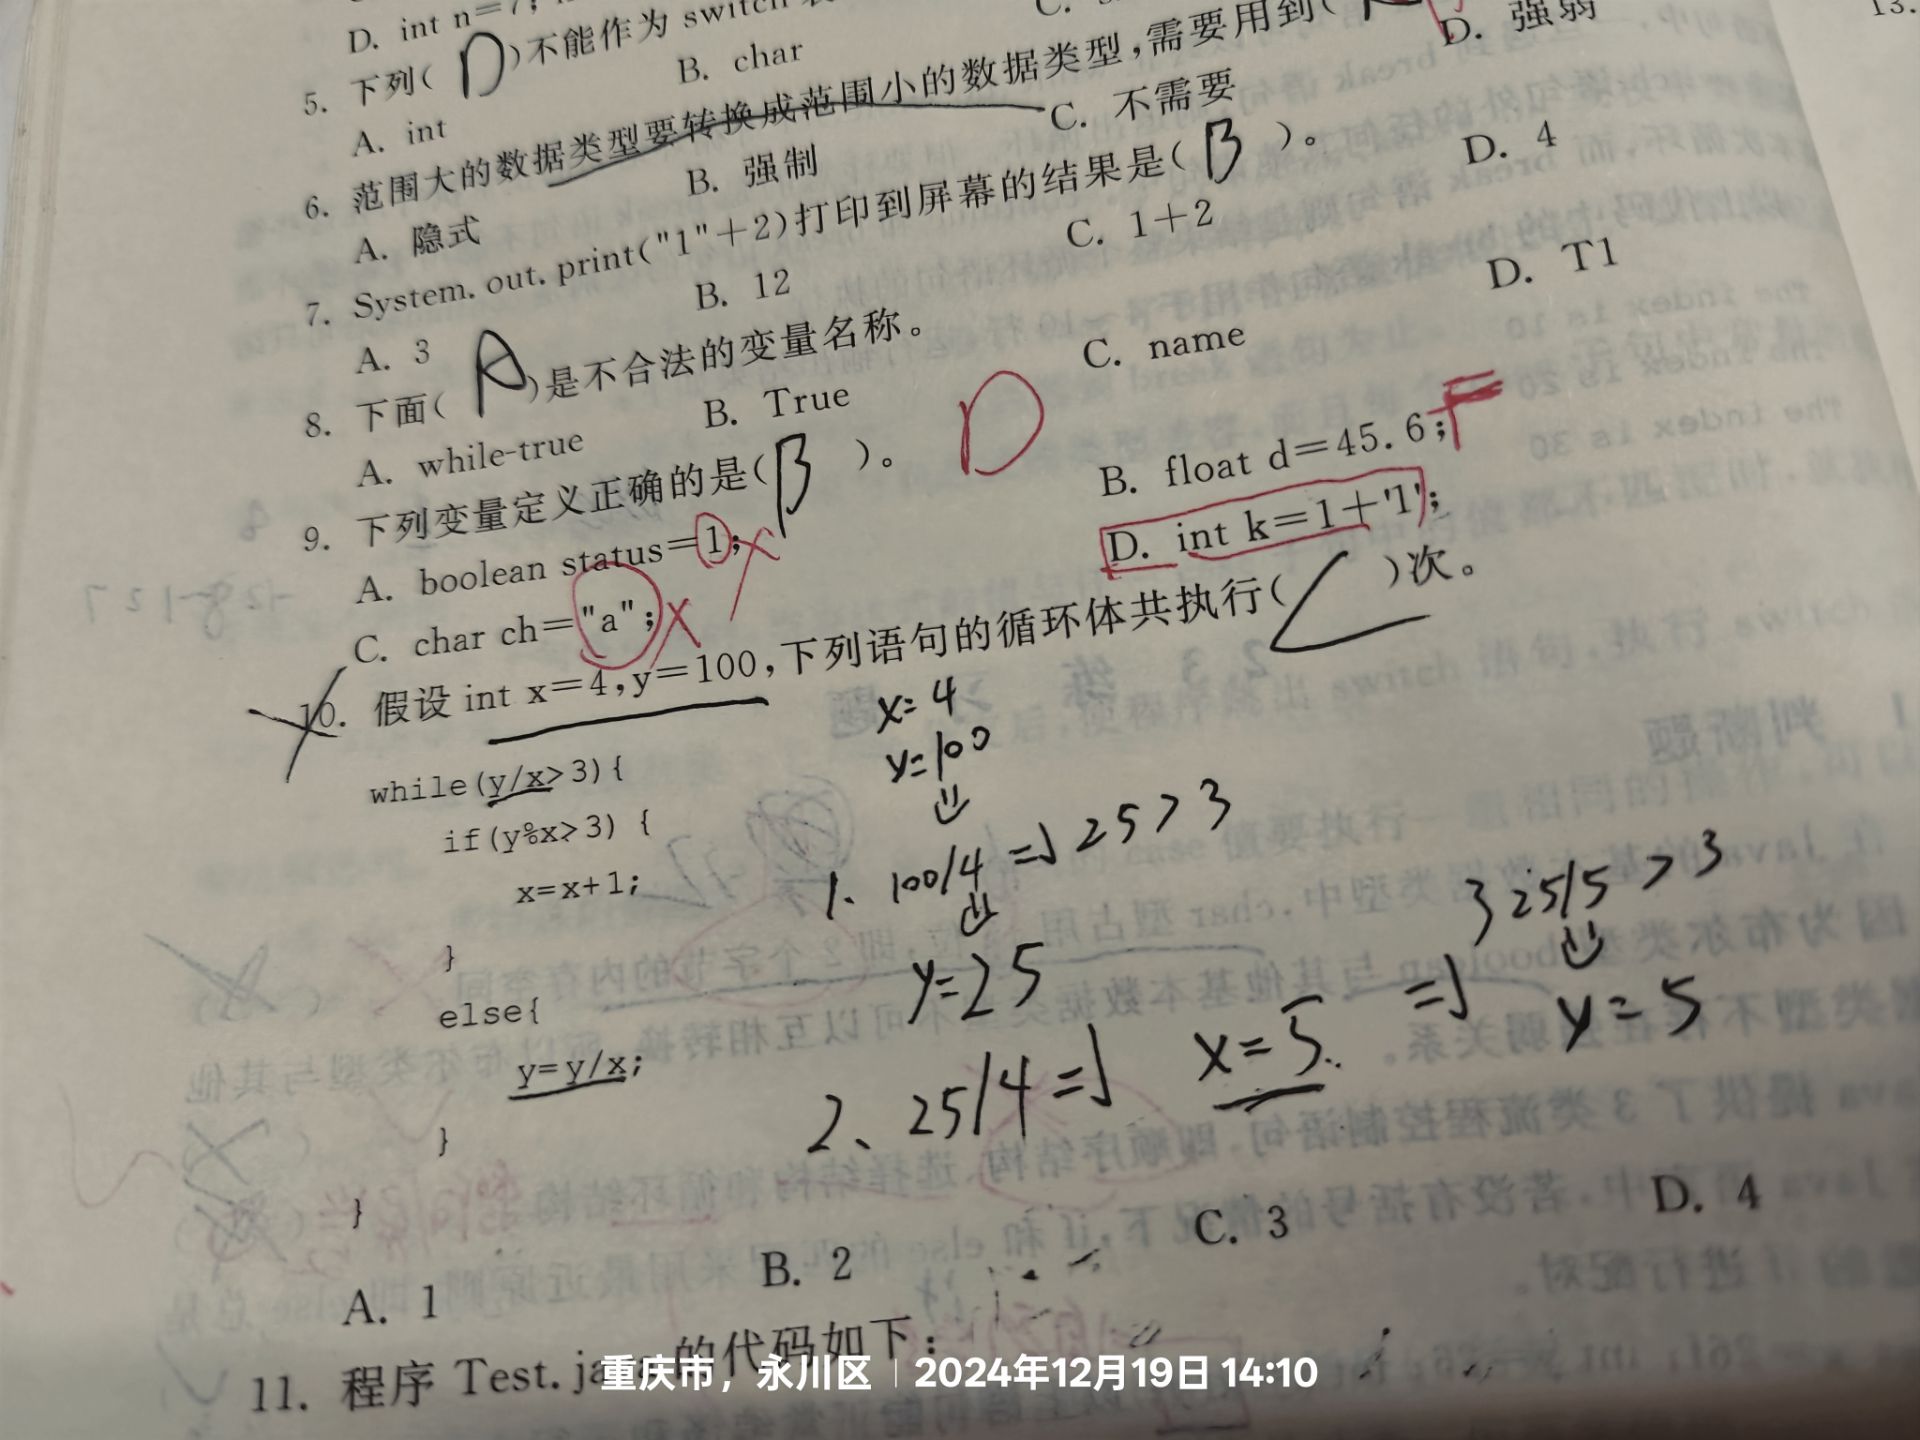 D. int n=7;
5. 下列( D )不能作为 switch
A. int
B. char
6. 范围大的数据类型要转换成范围小的数据类型,需要用到(
A. 隐式
B. 强制
C. 不需要
D. 强弱
7. System.out.print("1"+2)打印到屏幕的结果是( B )。
A. 3
B. 12
C. 1+2
D. 4
8. 下面( A )是不合法的变量名称。
A. while-true
B. True
C. name
D. T1
9. 下列变量定义正确的是( B )。 D
A. boolean status=1;
B. float d=45.6; F
C. char ch="a";
D. int k=1+'1';
10. 假设 int x=4,y=100,下列语句的循环体共执行( C )次。
while(y/x>3){
if(y%x>3) {
x=x+1;
}
else{
y=y/x;
}
}
x=4
y=100
1、100/4 => 25>3
y=25
2、25/4 => x=5 =>
3 25/5 >3
y=5
A. 1
B. 2
C. 3
D. 4
11. 程序 Test.java的代码如下:
重庆市，永川区 | 2024年12月19日 14:10
13.